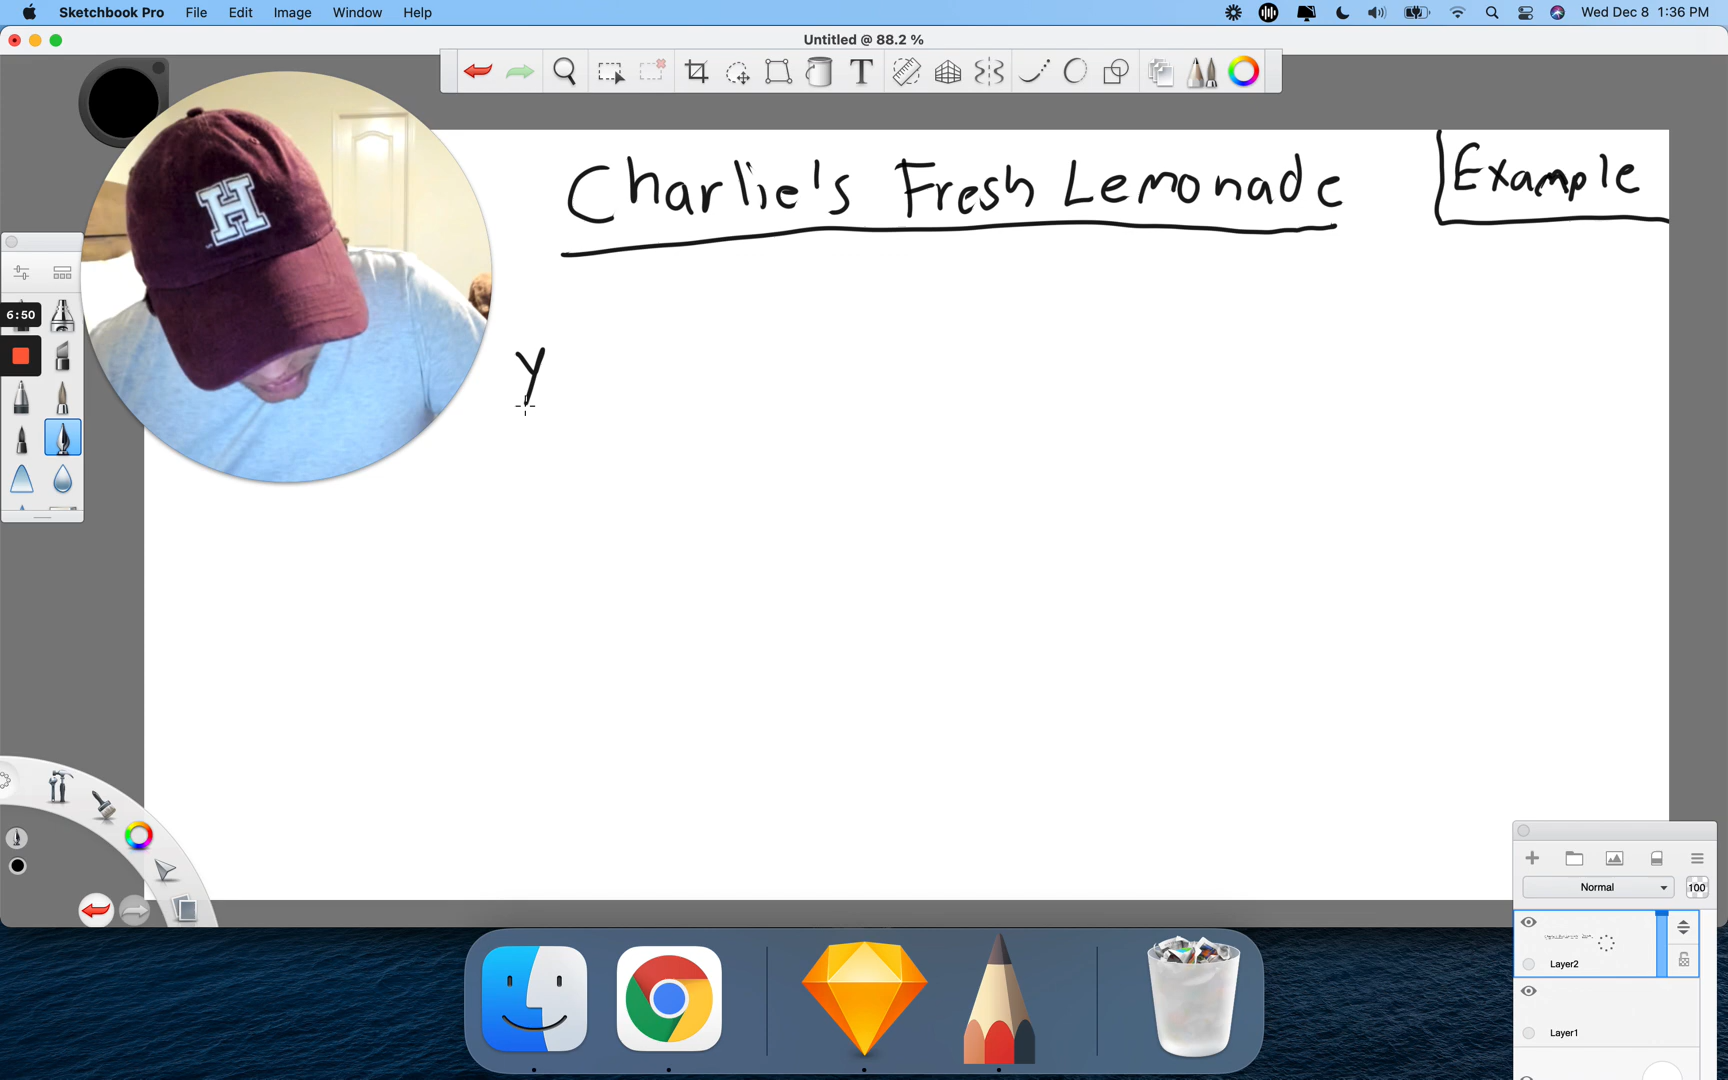 Sketchbook Pro File Edit Image Window Help Wed Dec 8 1:36 PM
Untitled @ 88.2 %
T
H
Charlie's Fresh Lemonade
Example
6:50
y
Normal 100
Layer2
Layer1